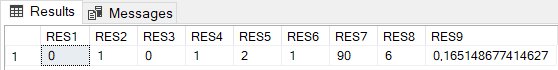 Results Messages
RES1 RES2 RES3 RES4 RES5 RES6 RES7 RES8 RES9
1 0 1 0 1 2 1 90 6 0,165148677414627